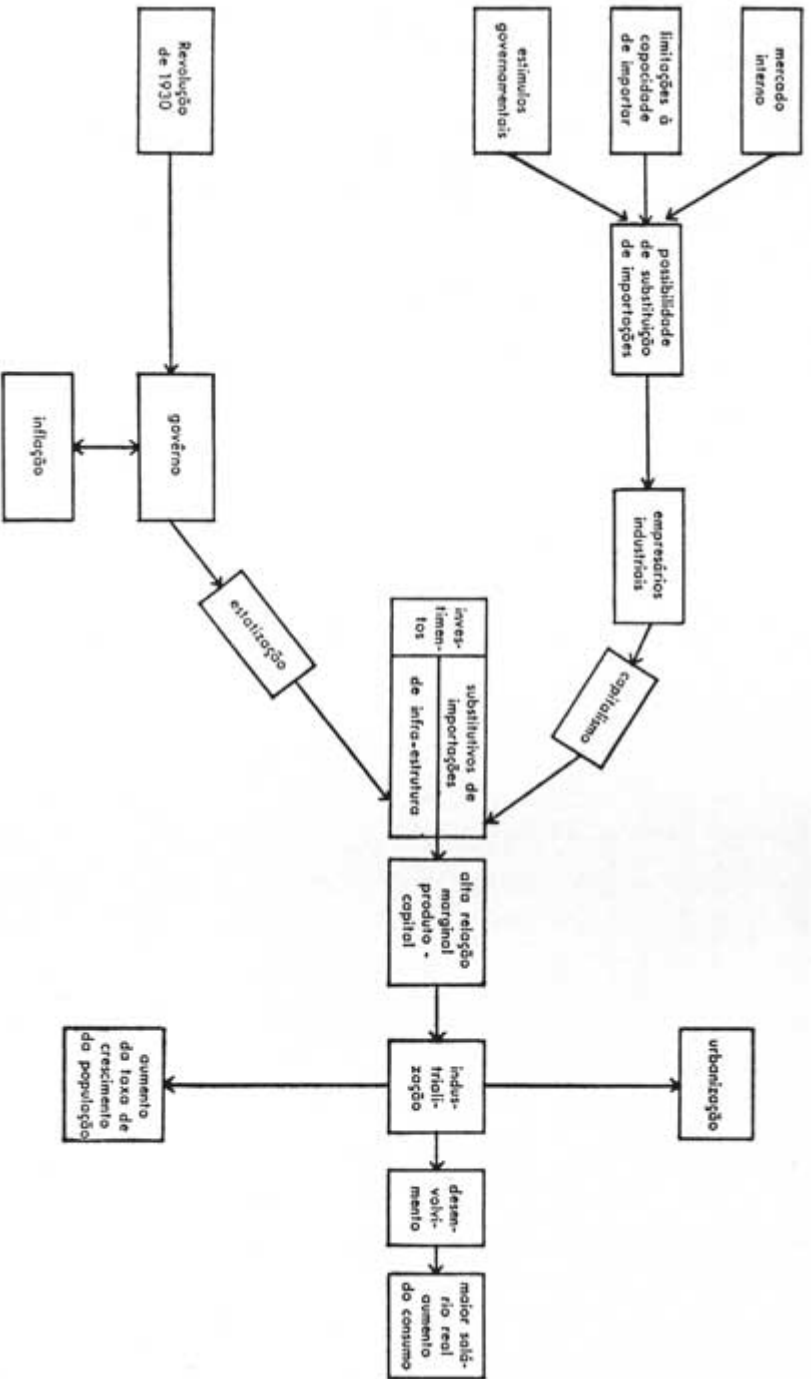 mercado
interno
limitações à
capacidade
de importar
estímulos
governamentais
possibilidade
de substituição
de importações
empresários
industriais
capitalismo
urbanização
inves-
timen-
tos
substitutivos de
importações
de infra-estrutura
alta relação
marginal
produto -
capital
indus-
triali-
zação
desen-
volvi-
mento
maior salá-
rio real
aumento
do consumo
Revolução
de 1930
govêrno
estatização
inflação
aumento
da taxa de
crescimento
da população